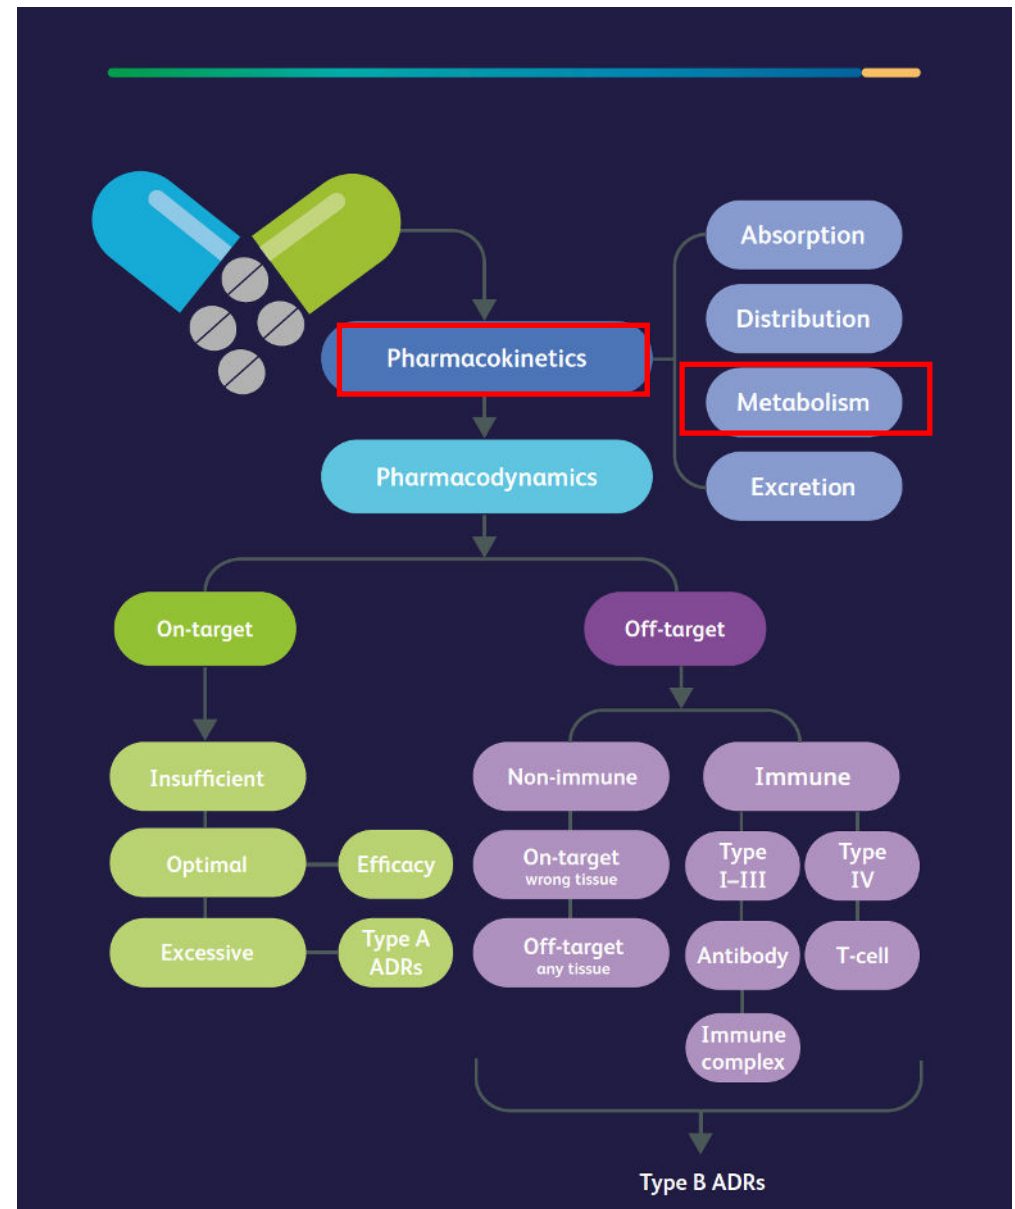 Absorption
Distribution
Pharmacokinetics
Metabolism
Pharmacodynamics
Excretion
On-target
Off-target
Insufficient
Non-immune
Immune
Optimal
Efficacy
On-target
wrong tissue
Type
I–III
Type
IV
Excessive
Type A
ADRs
Off-target
any tissue
Antibody
T-cell
Immune
complex
Type B ADRs